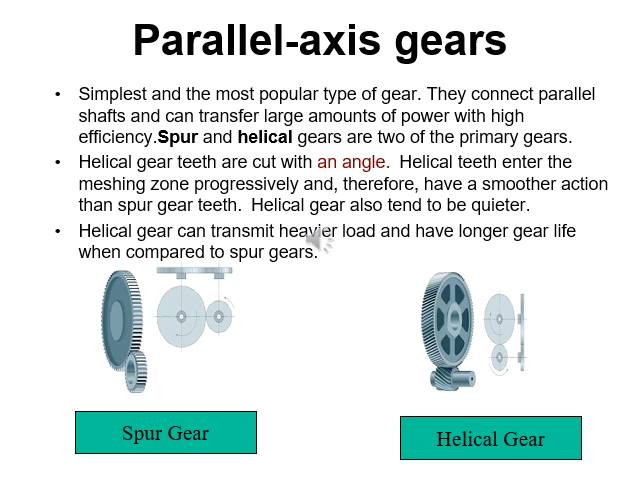 Parallel-axis gears
• Simplest and the most popular type of gear. They connect parallel
shafts and can transfer large amounts of power with high
efficiency.Spur and helical gears are two of the primary gears.
• Helical gear teeth are cut with an angle.  Helical teeth enter the
meshing zone progressively and, therefore, have a smoother action
than spur gear teeth.  Helical gear also tend to be quieter.
• Helical gear can transmit heavier load and have longer gear life
when compared to spur gears.
Spur Gear
Helical Gear